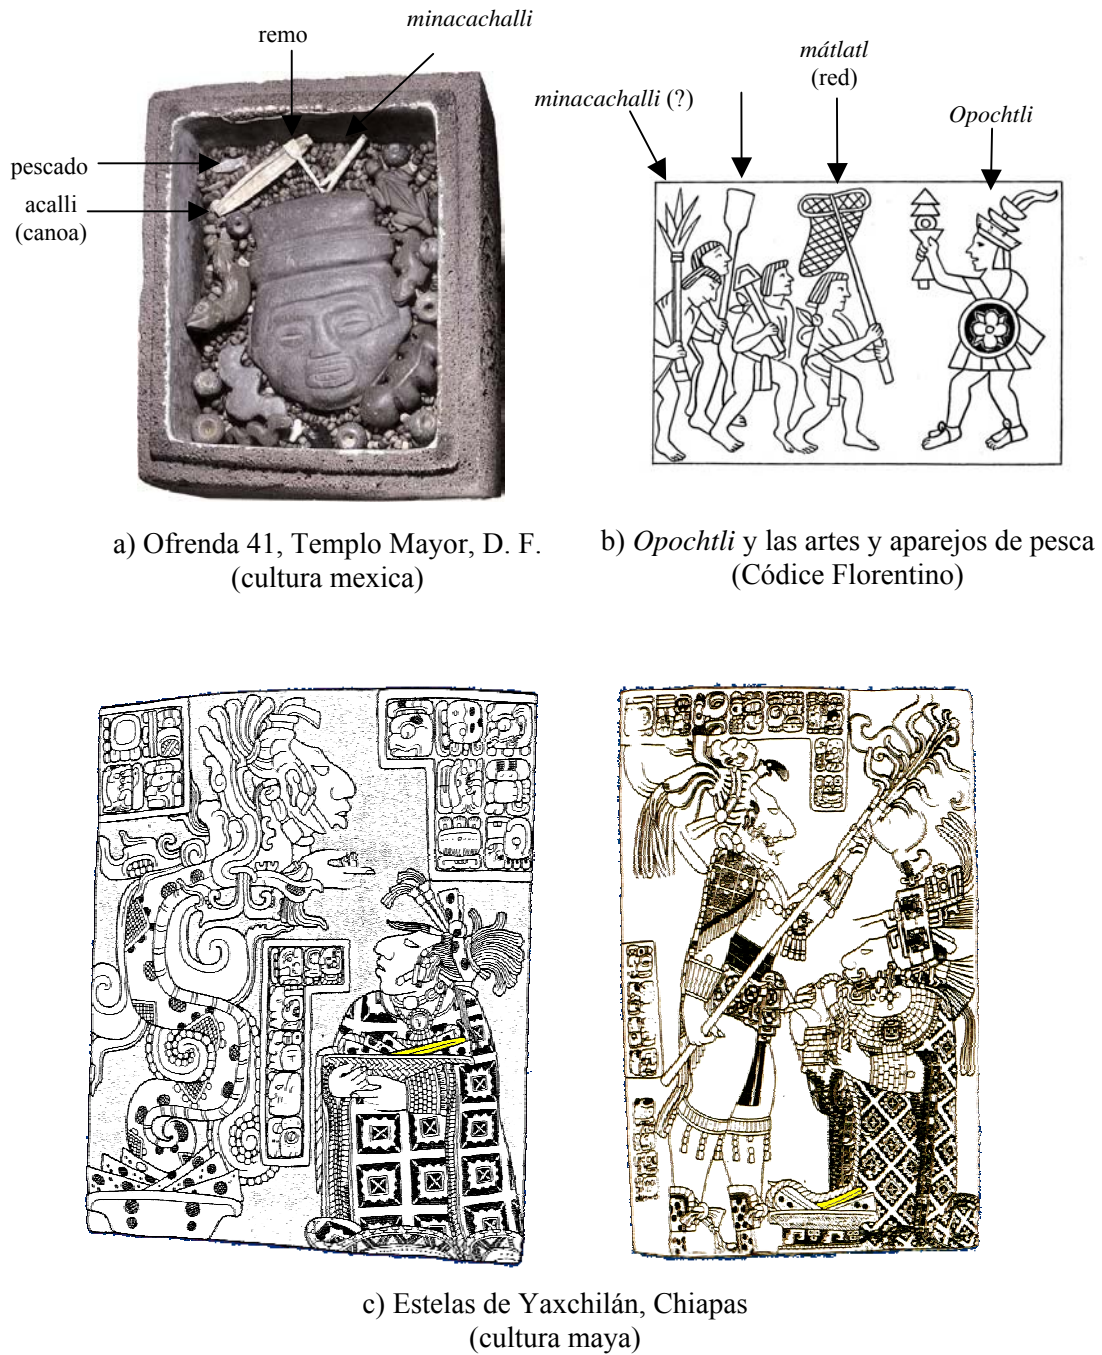 remo
minacachalli
pescado
acalli
(canoa)
minacachalli (?)
mátlatl
(red)
Opochtli
a) Ofrenda 41, Templo Mayor, D. F.
(cultura mexica)
b) Opochtli y las artes y aparejos de pesca
(Códice Florentino)
c) Estelas de Yaxchilán, Chiapas
(cultura maya)